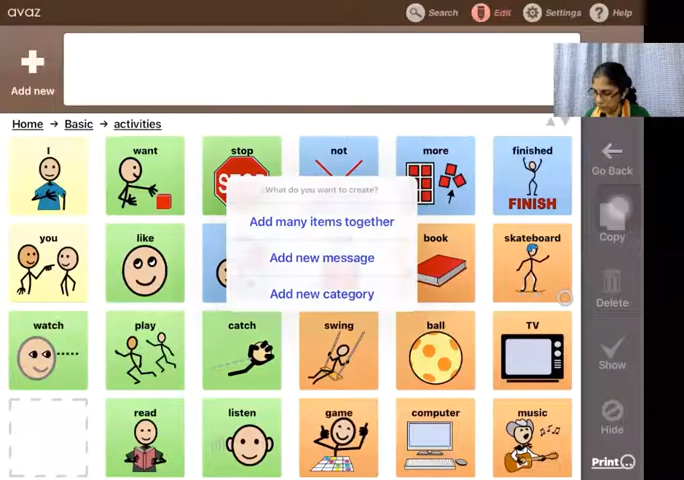 avaz
Search Edit Settings ? Help
Add new
Home → Basic → activities
I want stop not more finished
STOP
FINISH
Go Back
What do you want to create?
Add many items together
Add new message
Add new category
Copy
you like book skateboard
Delete
watch play catch swing ball TV
Show
read listen game computer music
Hide
Print